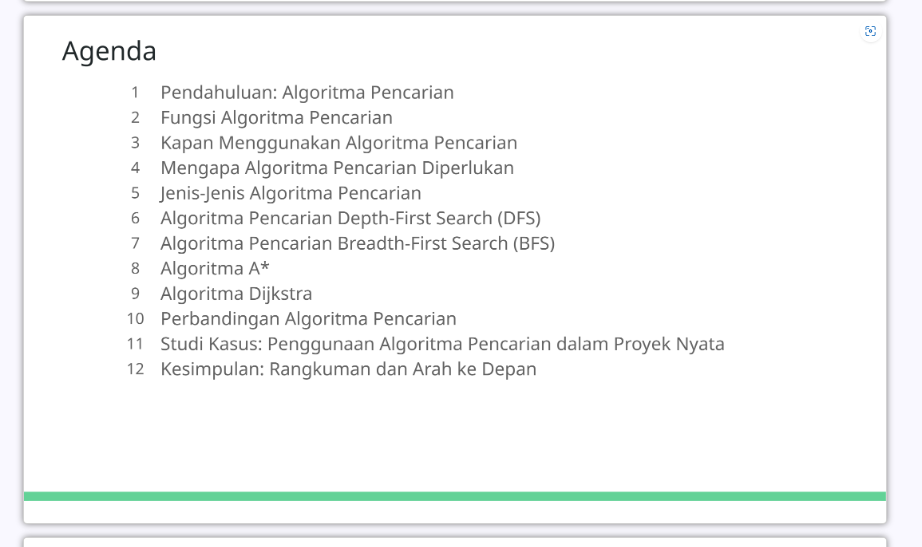 Agenda
1 Pendahuluan: Algoritma Pencarian
2 Fungsi Algoritma Pencarian
3 Kapan Menggunakan Algoritma Pencarian
4 Mengapa Algoritma Pencarian Diperlukan
5 Jenis-Jenis Algoritma Pencarian
6 Algoritma Pencarian Depth-First Search (DFS)
7 Algoritma Pencarian Breadth-First Search (BFS)
8 Algoritma A*
9 Algoritma Dijkstra
10 Perbandingan Algoritma Pencarian
11 Studi Kasus: Penggunaan Algoritma Pencarian dalam Proyek Nyata
12 Kesimpulan: Rangkuman dan Arah ke Depan